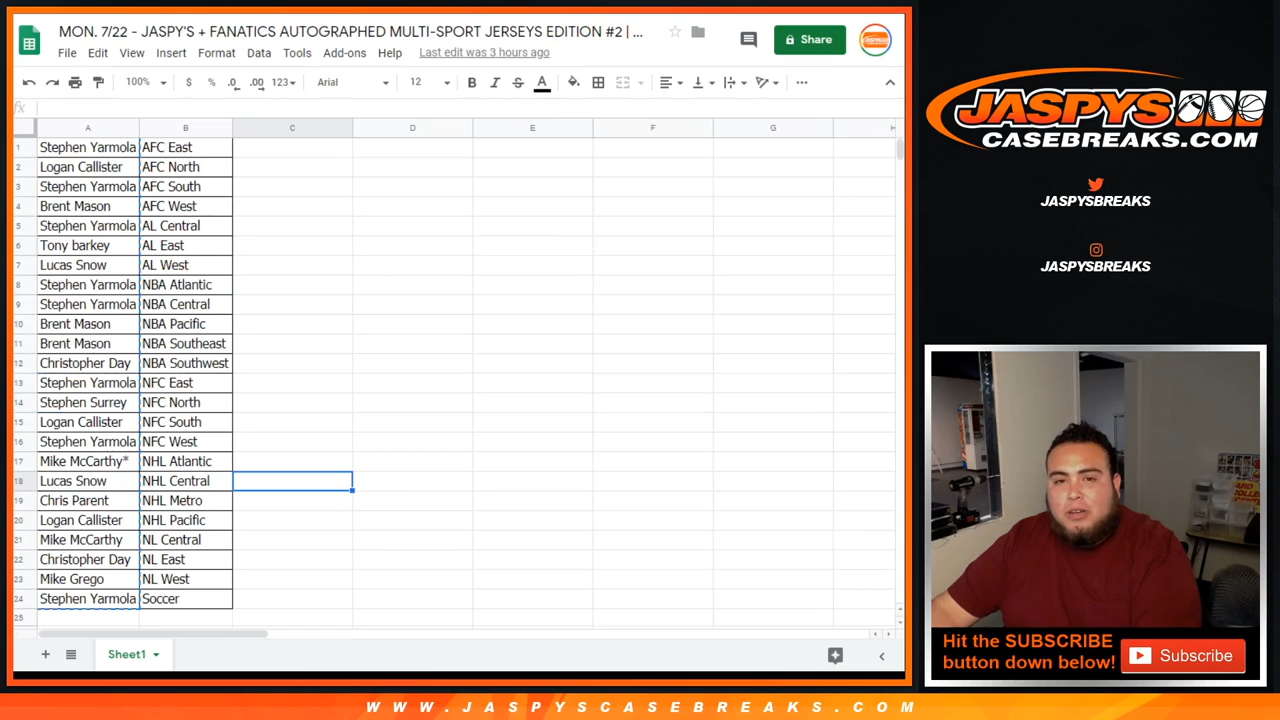 MON. 7/22 - JASPY'S + FANATICS AUTOGRAPHED MULTI-SPORT JERSEYS EDITION #2 | ...
Share
File Edit View Insert Format Data Tools Add-ons Help Last edit was 3 hours ago
100% $ % .0 .00 123 Arial 12 B I S A ...
fx
A B C D E F G H
1 Stephen Yarmola AFC East
2 Logan Callister AFC North
3 Stephen Yarmola AFC South
4 Brent Mason AFC West
5 Stephen Yarmola AL Central
6 Tony barkey AL East
7 Lucas Snow AL West
8 Stephen Yarmola NBA Atlantic
9 Stephen Yarmola NBA Central
10 Brent Mason NBA Pacific
11 Brent Mason NBA Southeast
12 Christopher Day NBA Southwest
13 Stephen Yarmola NFC East
14 Stephen Surrey NFC North
15 Logan Callister NFC South
16 Stephen Yarmola NFC West
17 Mike McCarthy* NHL Atlantic
18 Lucas Snow NHL Central
19 Chris Parent NHL Metro
20 Logan Callister NHL Pacific
21 Mike McCarthy NL Central
22 Christopher Day NL East
23 Mike Grego NL West
24 Stephen Yarmola Soccer
25
+ Sheet1
JASPYS
CASEBREAKS.COM
JASPYSBREAKS
JASPYSBREAKS
Hit the SUBSCRIBE
button down below!
Subscribe
WWW.JASPYSCASEBREAKS.COM